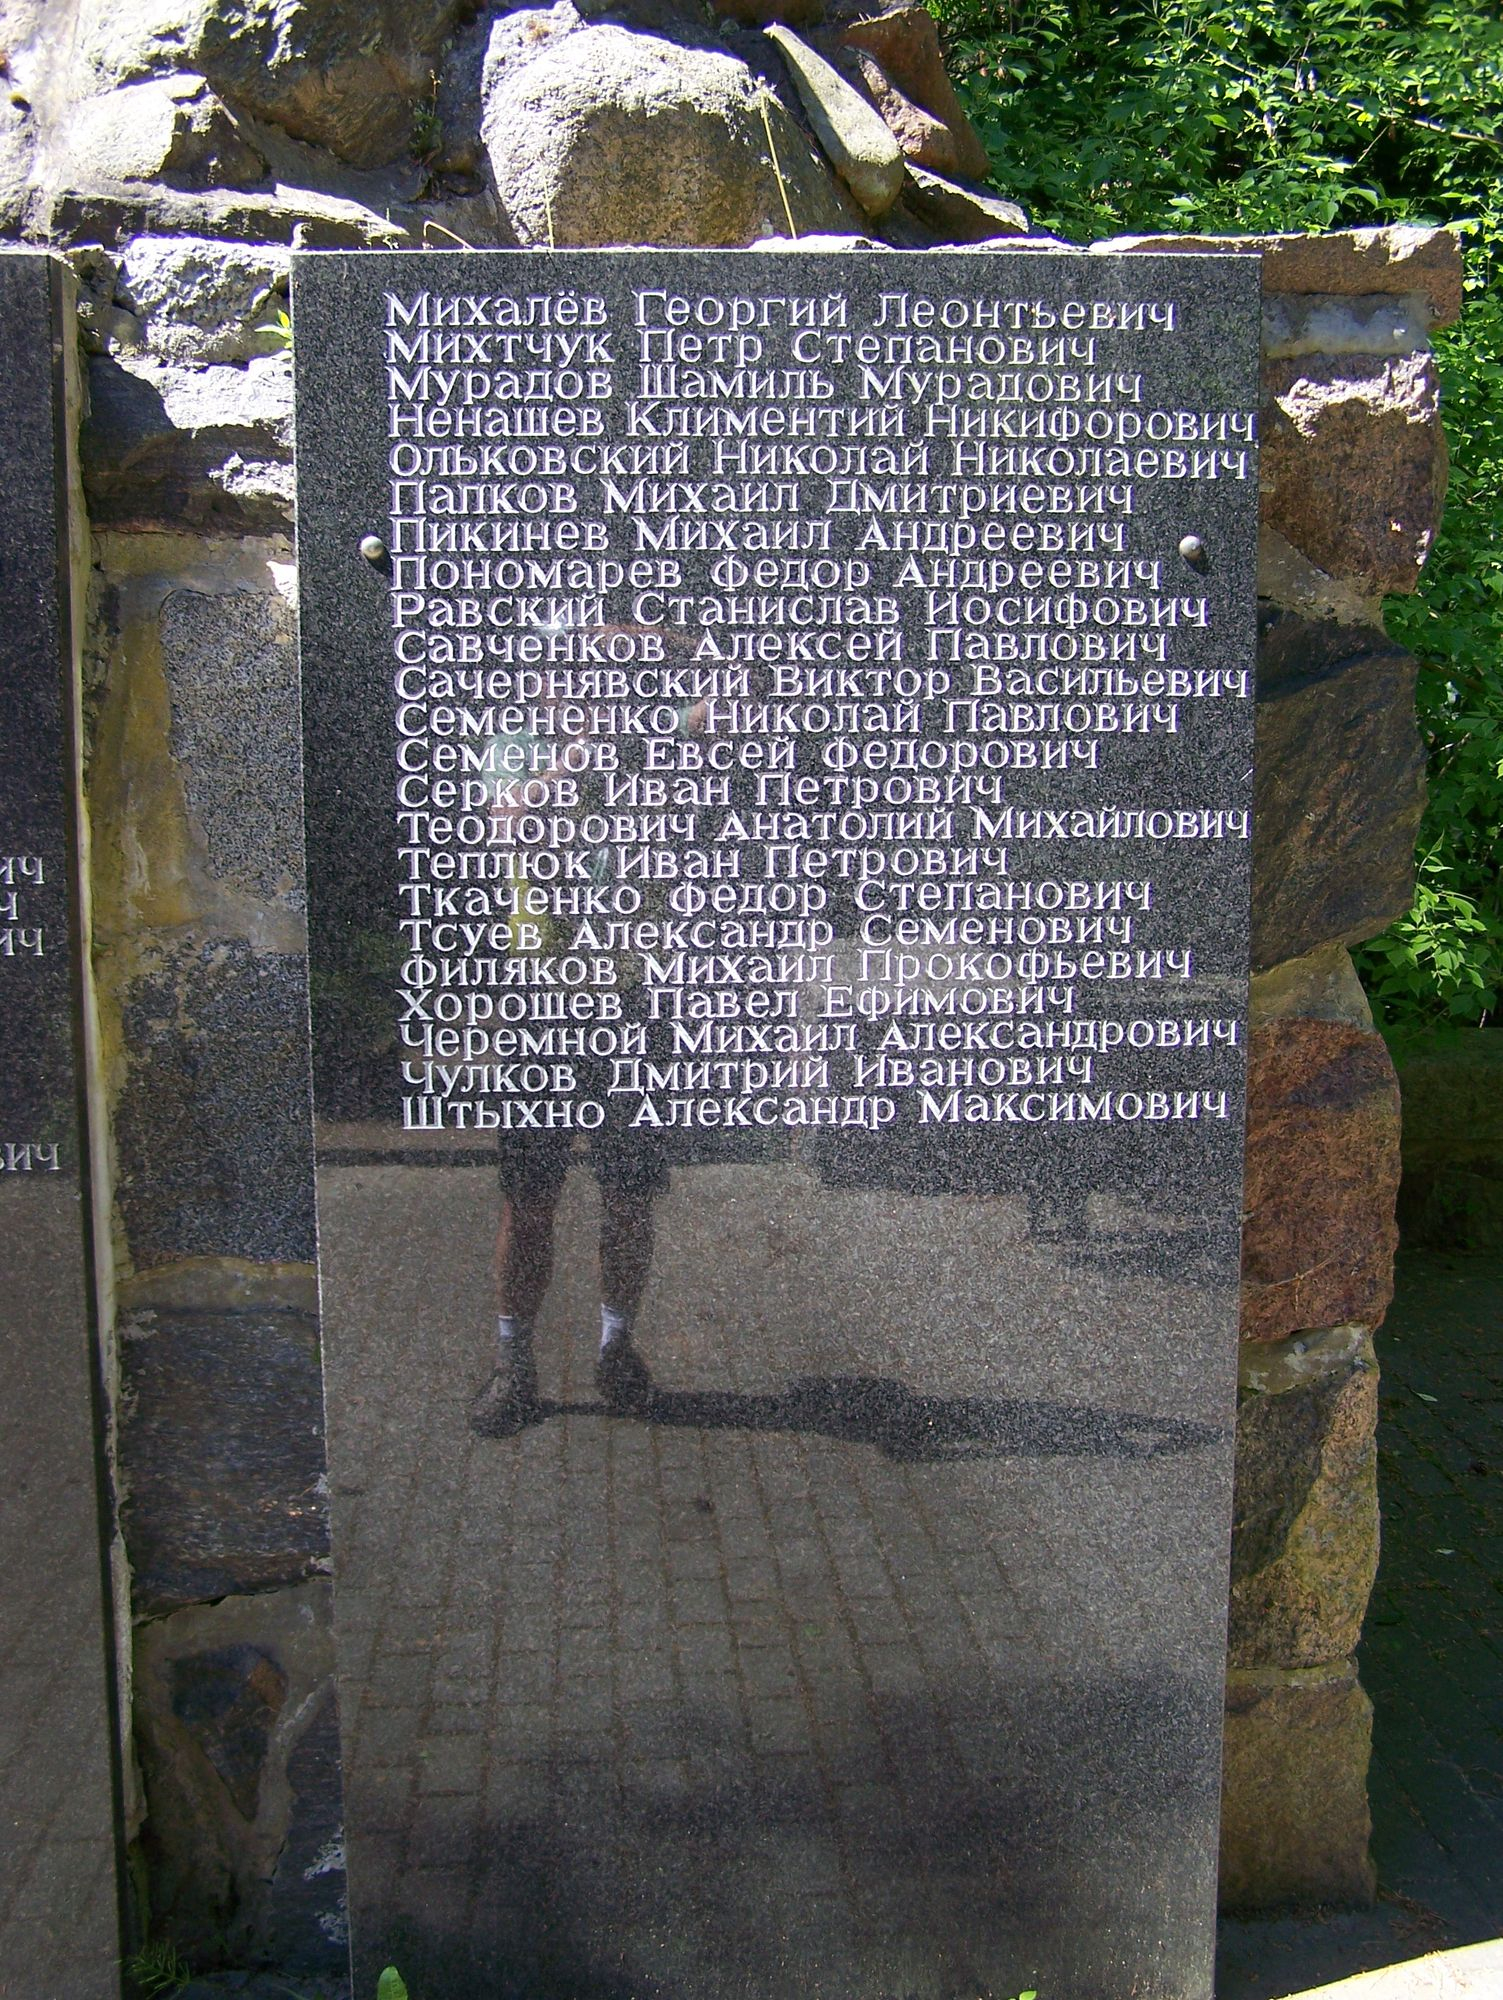 Михалёв Георгий Леонтьевич
Михтчук Петр Степанович
Мурадов Шамиль Мурадович
Ненашев Климентий Никифорович
Ольковский Николай Николаевич
Папков Михаил Дмитриевич
Пикинев Михаил Андреевич
Пономарев Федор Андреевич
Равский Станислав Иосифович
Савченков Алексей Павлович
Сачернявский Виктор Васильевич
Семененко Николай Павлович
Семенов Евсей Федорович
Серков Иван Петрович
Теодорович Анатолий Михайлович
Теплюк Иван Петрович
Ткаченко Федор Степанович
Тсуев Александр Семенович
Филяков Михаил Прокофьевич
Хорошев Павел Ефимович
Черемной Михаил Александрович
Чулков Дмитрий Иванович
Штыхно Александр Максимович